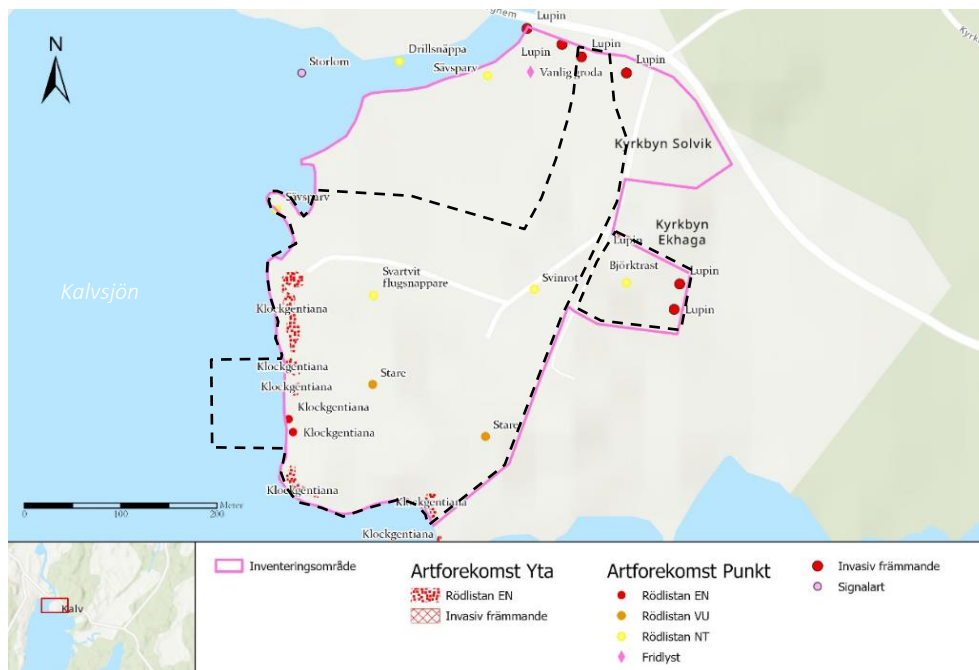 ghem
Lupin
N
Lupin
Lupin
Lupin
Drillsnäppa
Storlom
Sävsparv
Vanlig groda
Kyrkbyn Solvik
Sävsparv
Kyrkbyn
Ekhaga
Lupin
Kalvsjön
Svartvit
flugsnappare
Svinrot
Björktrast
Lupin
Klockgentiana
Lupin
Klockgentiana
Stare
Klockgentiana
Klockgentiana
Klockgentiana
Stare
Klockgentiana
Klockgentiana
Meter
0 100 200
Klockgentiana
Kalv
Inventeringsområde
Artforekomst Yta
Rödlistan EN
Invasiv främmande
Artforekomst Punkt
Rödlistan EN
Rödlistan VU
Rödlistan NT
Fridlyst
Invasiv främmande
Signalart